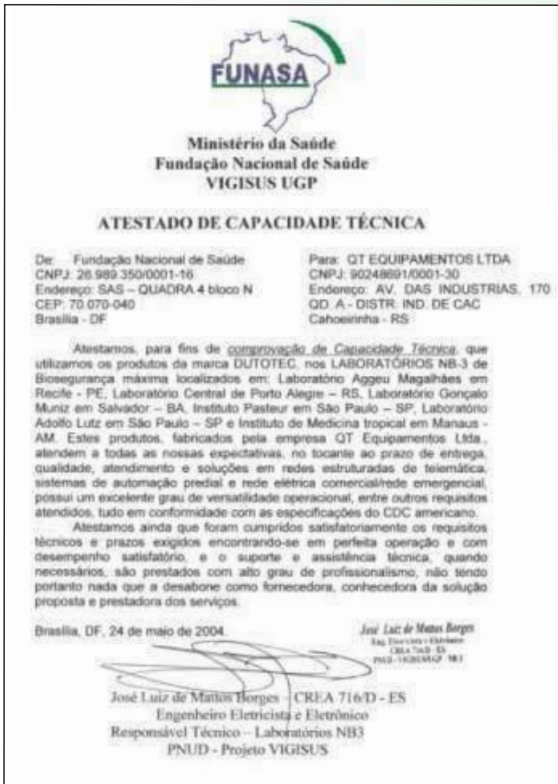 FUNASA
Ministério da Saúde
Fundação Nacional de Saúde
VIGISUS UGP
ATESTADO DE CAPACIDADE TÉCNICA
De: Fundação Nacional de Saúde
CNPJ: 26.989.350/0001-16
Endereço: SAS – QUADRA 4 bloco N
CEP: 70.070-040
Brasília - DF
Para: QT EQUIPAMENTOS LTDA
CNPJ: 90248691/0001-30
Endereço: AV. DAS INDUSTRIAS, 170
QD. A - DISTR. IND. DE CAC
Cahoeirinha - RS
Atestamos, para fins de comprovação de Capacidade Técnica, que
utilizamos os produtos da marca DUTOTEC, nos LABORATÓRIOS NB-3 de
Biosegurança máxima localizados em: Laboratório Aggeu Magalhães em
Recife - PE, Laboratório Central de Porto Alegre – RS, Laboratório Gonçalo
Muniz em Salvador – BA, Instituto Pasteur em São Paulo – SP, Laboratório
Adolfo Lutz em São Paulo – SP e Instituto de Medicina tropical em Manaus -
AM. Estes produtos, fabricados pela empresa QT Equipamentos Ltda.,
atendem a todas as nossas expectativas, no tocante ao prazo de entrega,
qualidade, atendimento e soluções em redes estruturadas de telemática,
sistemas de automação predial e rede elétrica comercial/rede emergencial,
possui um excelente grau de versatilidade operacional, entre outros requisitos
atendidos, tudo em conformidade com as especificações do CDC americano.
Atestamos ainda que foram cumpridos satisfatoriamente os requisitos
técnicos e prazos exigidos encontrando-se em perfeita operação e com
desempenho satisfatório, e o suporte e assistência técnica, quando
necessários, são prestados com alto grau de profissionalismo, não tendo
portanto nada que a desabone como fornecedora, conhecedora da solução
proposta e prestadora dos serviços.
Brasília, DF, 24 de maio de 2004.
José Luiz de Mattos Borges
Eng. Eletricista e Eletrônico
CREA 716/D - ES
José Luiz de Mattos Borges – CREA 716/D - ES
Engenheiro Eletricista e Eletrônico
Responsável Técnico – Laboratórios NB3
PNUD - Projeto VIGISUS